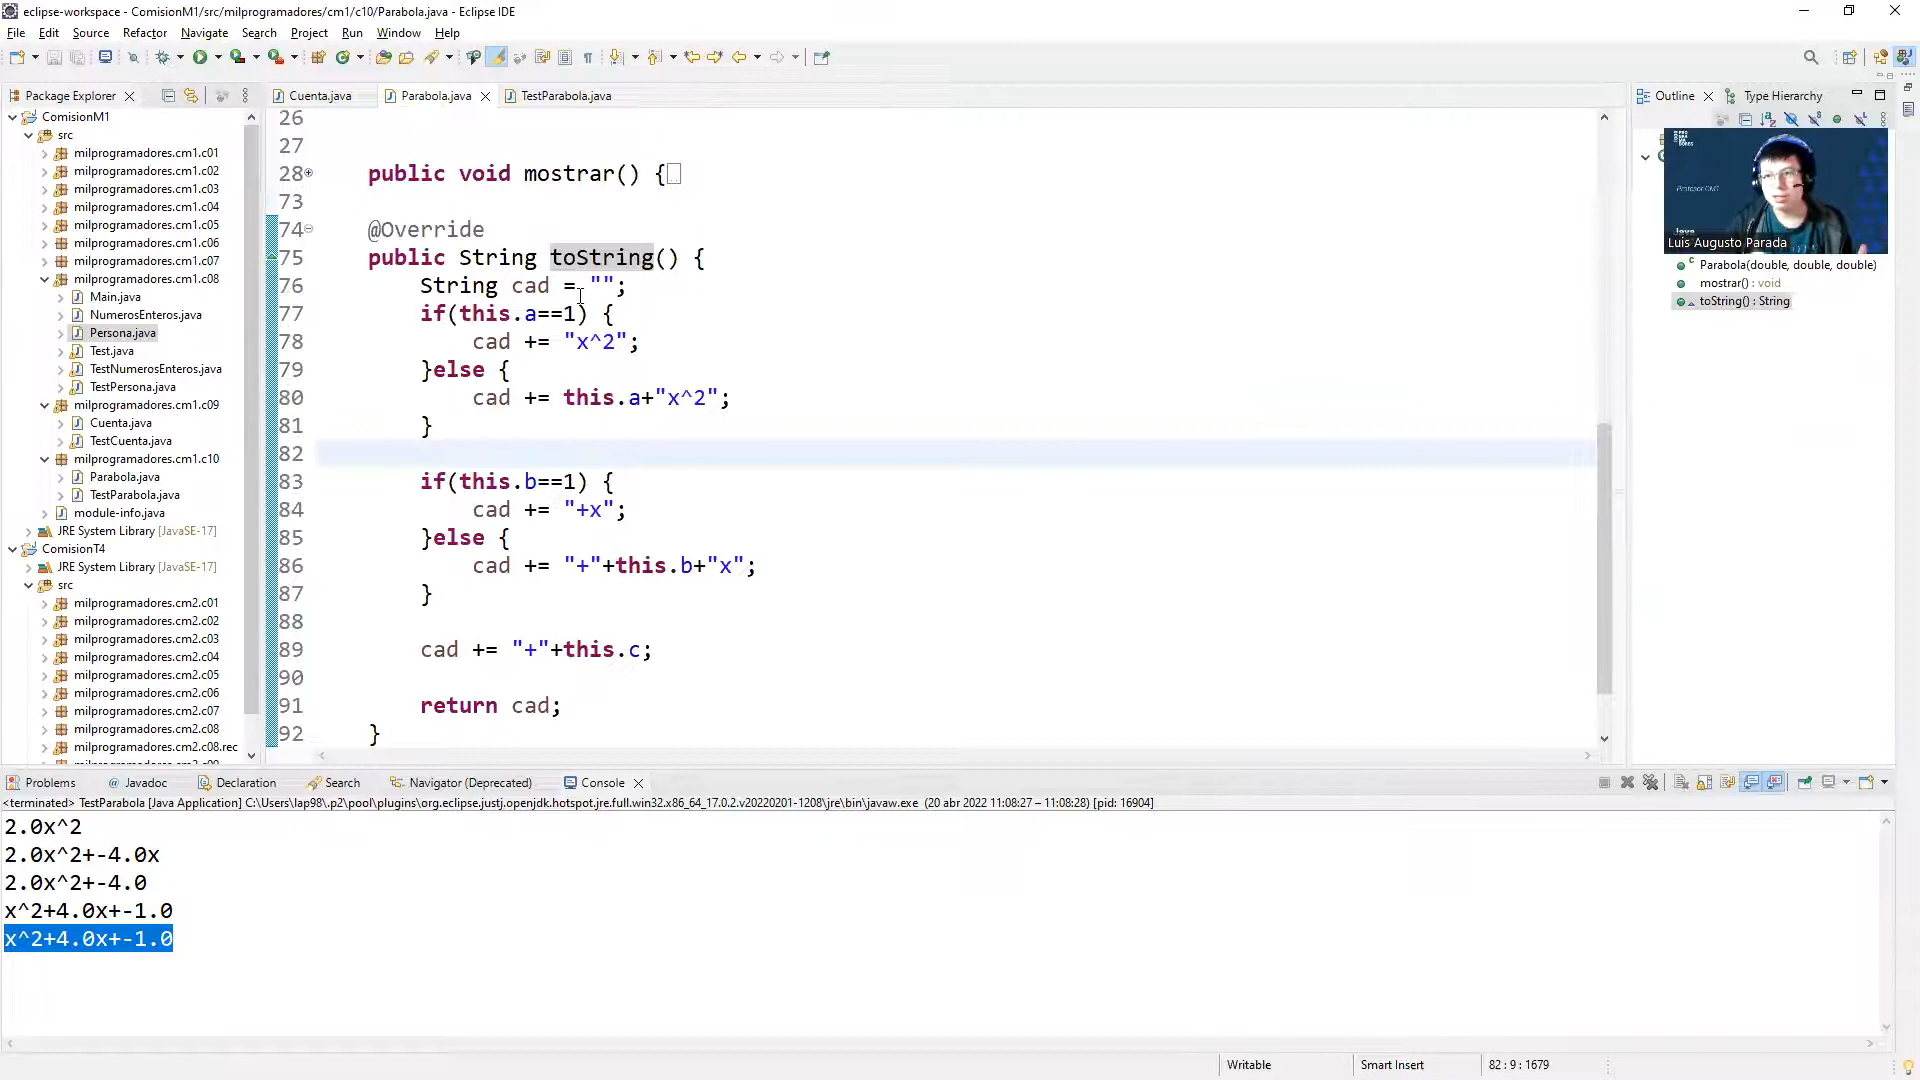 eclipse-workspace - ComisionM1/src/milprogramadores/cm1/c10/Parabola.java - Eclipse IDE
File Edit Source Refactor Navigate Search Project Run Window Help
Package Explorer
Cuenta.java Parabola.java TestParabola.java
Outline Type Hierarchy
ComisionM1
src
milprogramadores.cm1.c01
milprogramadores.cm1.c02
milprogramadores.cm1.c03
milprogramadores.cm1.c04
milprogramadores.cm1.c05
milprogramadores.cm1.c06
milprogramadores.cm1.c07
milprogramadores.cm1.c08
Main.java
NumerosEnteros.java
Persona.java
Test.java
TestNumerosEnteros.java
TestPersona.java
milprogramadores.cm1.c09
Cuenta.java
TestCuenta.java
milprogramadores.cm1.c10
Parabola.java
TestParabola.java
module-info.java
JRE System Library [JavaSE-17]
ComisionT4
JRE System Library [JavaSE-17]
src
milprogramadores.cm2.c01
milprogramadores.cm2.c02
milprogramadores.cm2.c03
milprogramadores.cm2.c04
milprogramadores.cm2.c05
milprogramadores.cm2.c06
milprogramadores.cm2.c07
milprogramadores.cm2.c08
milprogramadores.cm2.c08.rec
26
27
28 public void mostrar() {
73
74 @Override
75 public String toString() {
76 String cad = "";
77 if(this.a==1) {
78 cad += "x^2";
79 }else {
80 cad += this.a+"x^2";
81 }
82
83 if(this.b==1) {
84 cad += "+x";
85 }else {
86 cad += "+"+this.b+"x";
87 }
88
89 cad += "+"+this.c;
90
91 return cad;
92 }
PRO
GRA
MA
DORES
Profesor CM1
Java
Luis Augusto Parada
Parabola(double, double, double)
mostrar() : void
toString() : String
Problems Javadoc Declaration Search Navigator (Deprecated) Console
<terminated> TestParabola [Java Application] C:\Users\lap98\.p2\pool\plugins\org.eclipse.justj.openjdk.hotspot.jre.full.win32.x86_64_17.0.2.v20220201-1208\jre\bin\javaw.exe (20 abr 2022 11:08:27 – 11:08:28) [pid: 16904]
2.0x^2
2.0x^2+-4.0x
2.0x^2+-4.0
x^2+4.0x+-1.0
x^2+4.0x+-1.0
Writable Smart Insert 82 : 9 : 1679